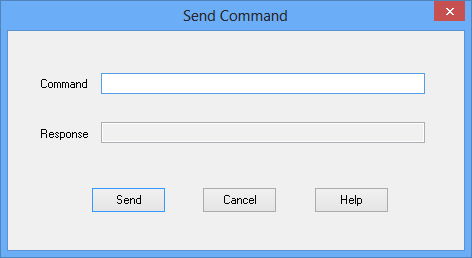 Send Command
Command
Response
Send Cancel Help